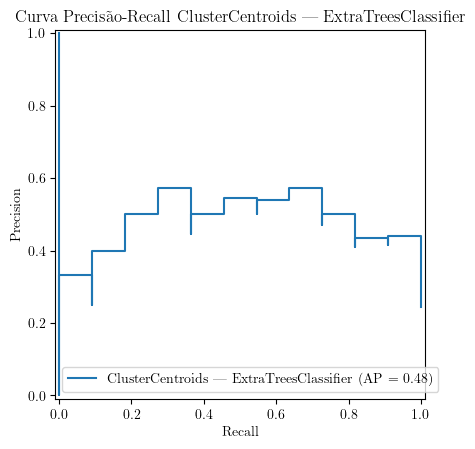 Curva Precisão-Recall ClusterCentroids — ExtraTreesClassifier
1.0
0.8
0.6
0.4
0.2
0.0
Precision
ClusterCentroids — ExtraTreesClassifier (AP = 0.48)
0.0 0.2 0.4 0.6 0.8 1.0
Recall